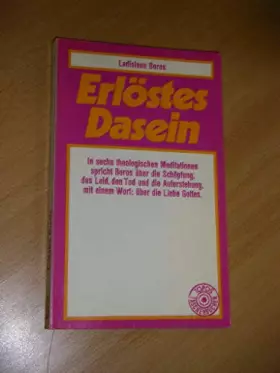 Ladislaus Boros
Erlöstes
Dasein
In sechs theologischen Meditationen
spricht Boros über die Schöpfung,
das Leid, den Tod und die Auferstehung,
mit einem Wort: über die Liebe Gottes.